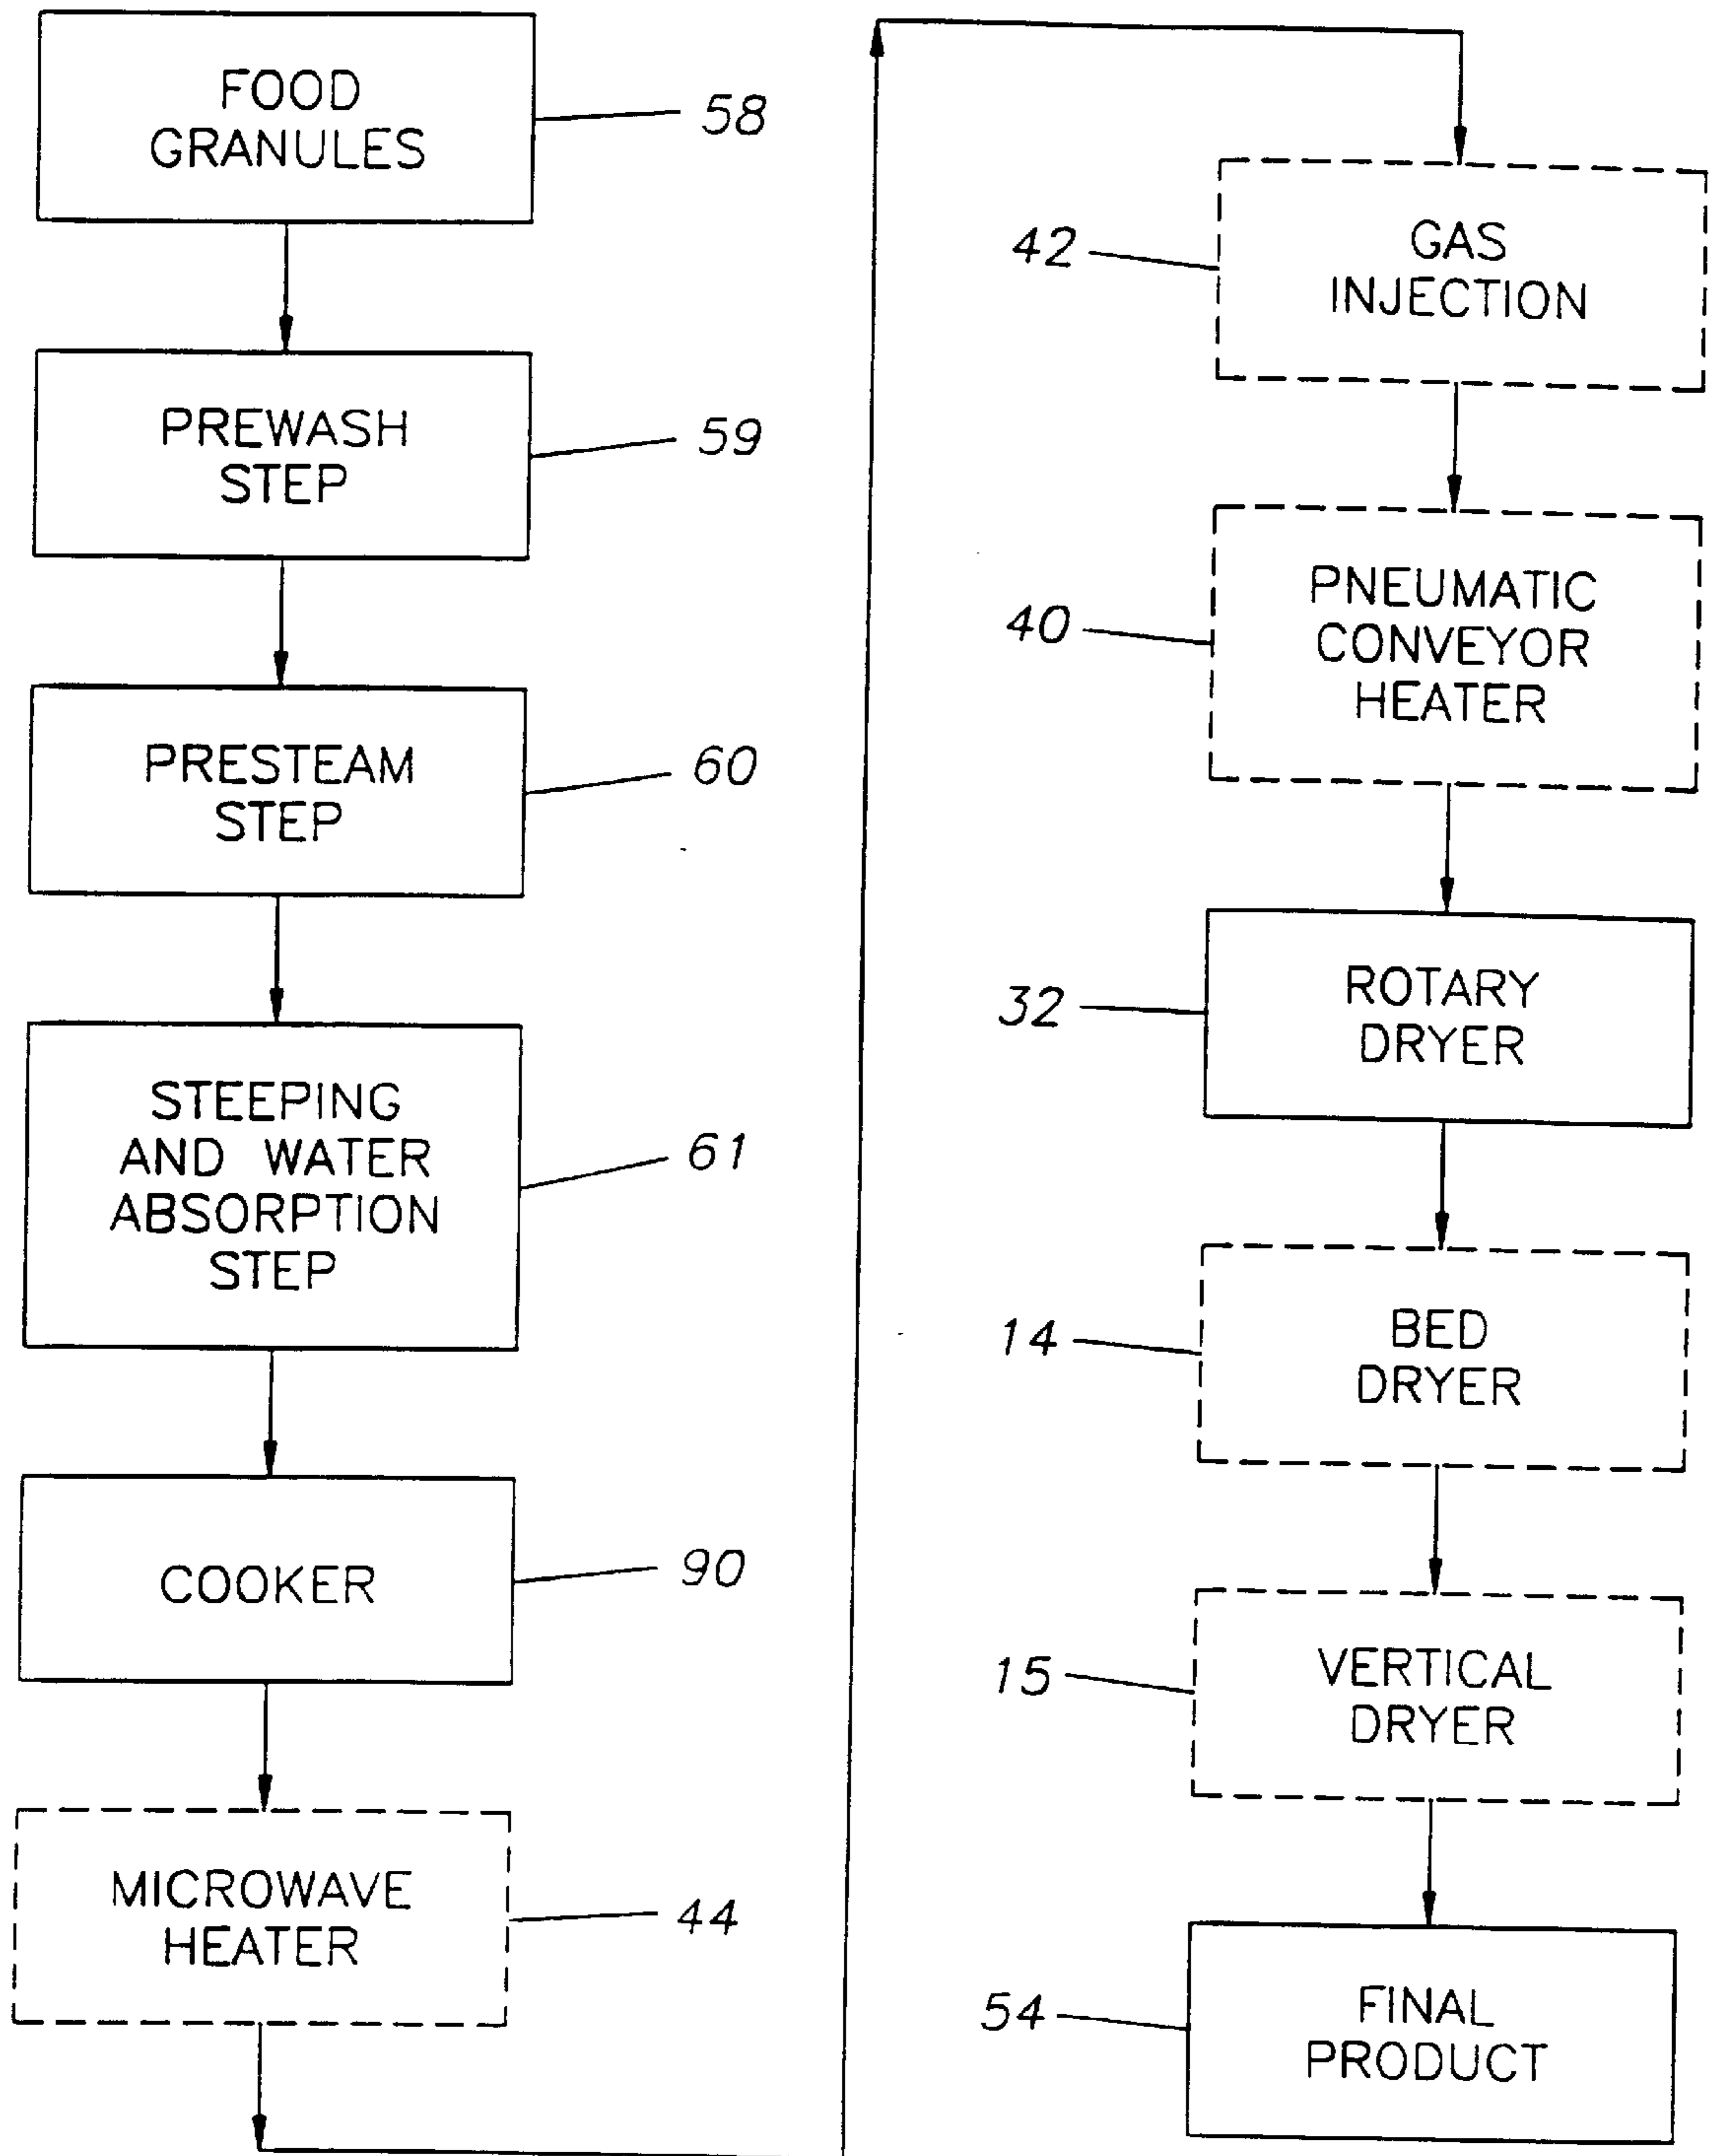 FOOD
GRANULES
58
PREWASH
STEP
59
PRESTEAM
STEP
60
STEEPING
AND WATER
ABSORPTION
STEP
61
COOKER
90
MICROWAVE
HEATER
44
42
GAS
INJECTION
40
PNEUMATIC
CONVEYOR
HEATER
32
ROTARY
DRYER
14
BED
DRYER
15
VERTICAL
DRYER
54
FINAL
PRODUCT